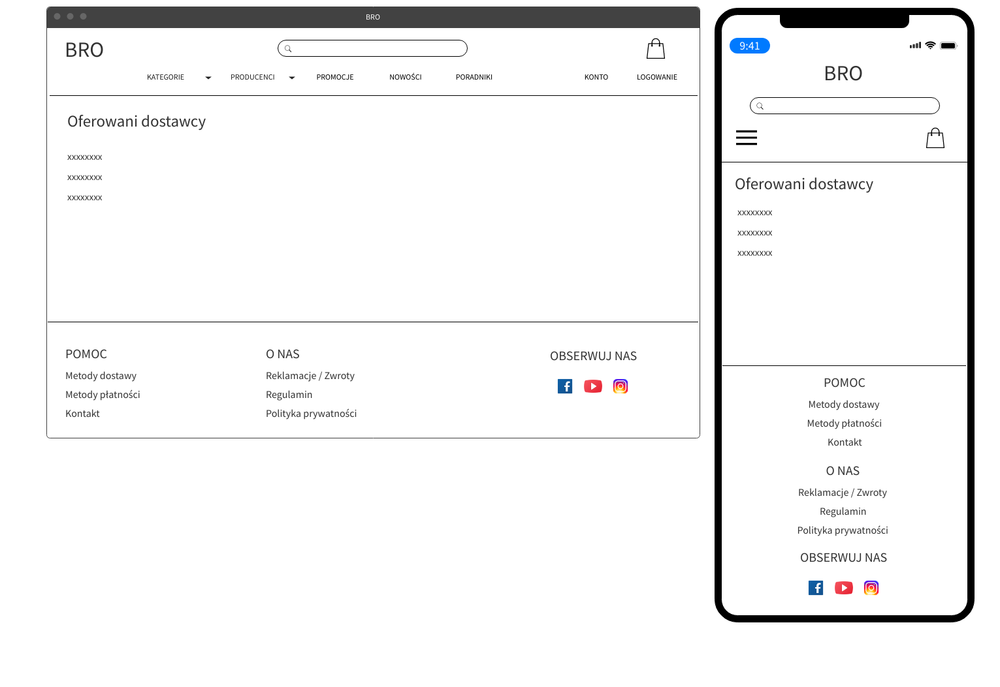 BRO
BRO
KATEGORIE PRODUCENCI PROMOCJE NOWOŚCI PORADNIKI KONTO LOGOWANIE
Oferowani dostawcy
xxxxxxxx
xxxxxxxx
xxxxxxxx
POMOC
Metody dostawy
Metody płatności
Kontakt
O NAS
Reklamacje / Zwroty
Regulamin
Polityka prywatności
OBSERWUJ NAS
9:41
BRO
Oferowani dostawcy
xxxxxxxx
xxxxxxxx
xxxxxxxx
POMOC
Metody dostawy
Metody płatności
Kontakt
O NAS
Reklamacje / Zwroty
Regulamin
Polityka prywatności
OBSERWUJ NAS